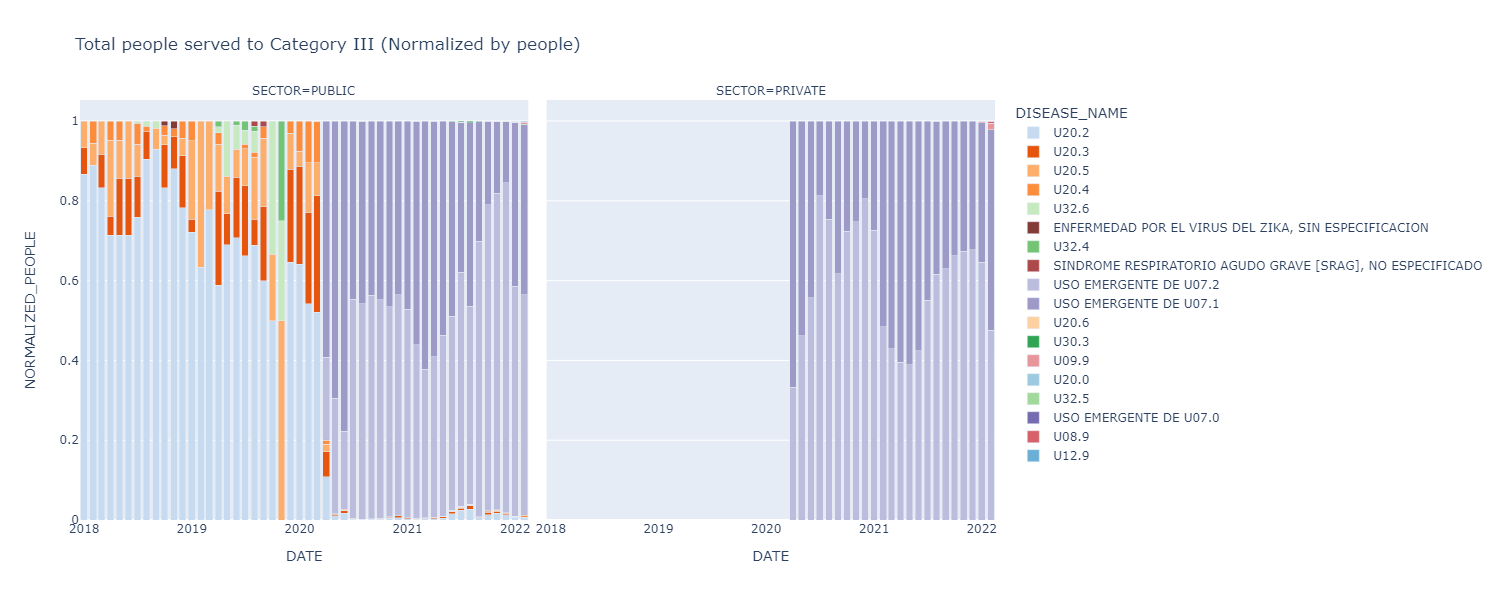 Total people served to Category III (Normalized by people)
SECTOR=PUBLIC
SECTOR=PRIVATE
NORMALIZED_PEOPLE
1
0.8
0.6
0.4
0.2
0
2018
2019
2020
2021
2022
DATE
2018
2019
2020
2021
2022
DATE
DISEASE_NAME
U20.2
U20.3
U20.5
U20.4
U32.6
ENFERMEDAD POR EL VIRUS DEL ZIKA, SIN ESPECIFICACION
U32.4
SINDROME RESPIRATORIO AGUDO GRAVE [SRAG], NO ESPECIFICADO
USO EMERGENTE DE U07.2
USO EMERGENTE DE U07.1
U20.6
U30.3
U09.9
U20.0
U32.5
USO EMERGENTE DE U07.0
U08.9
U12.9